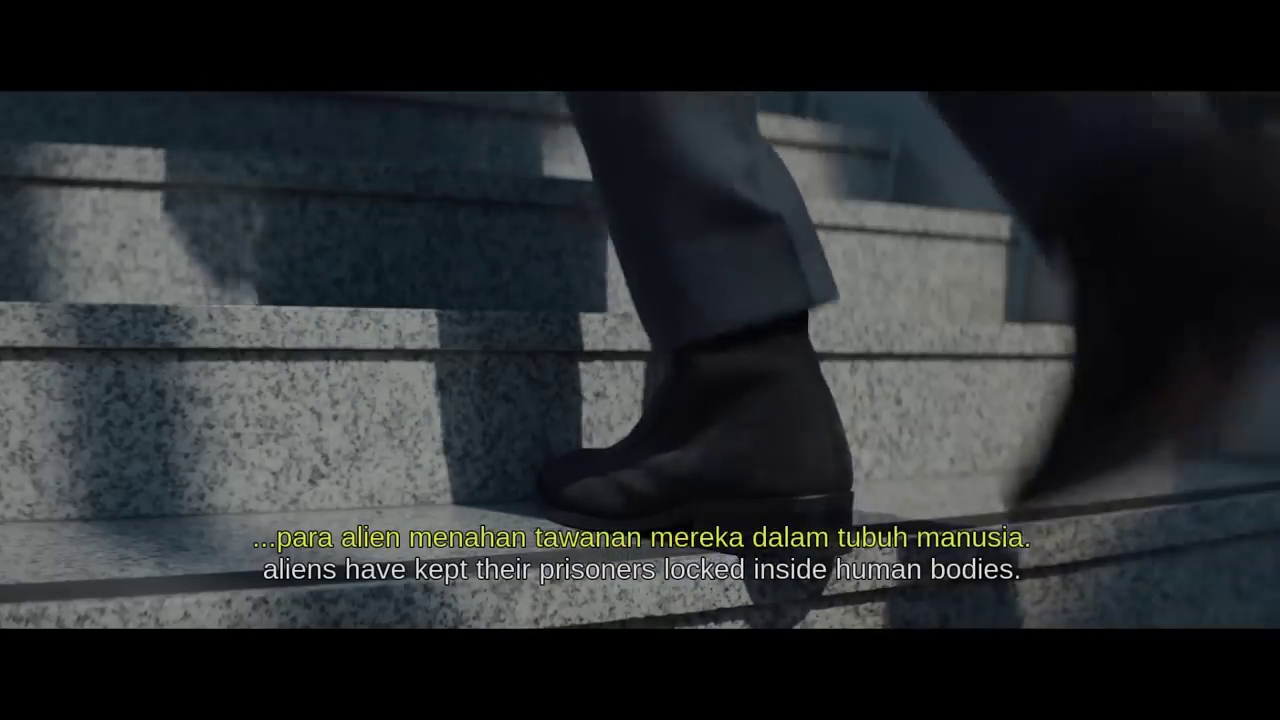 ...para alien menahan tawanan mereka dalam tubuh manusia.
aliens have kept their prisoners locked inside human bodies.